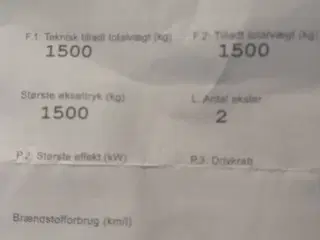 F.1: Teknisk tilladt totalvægt (kg) F.2: Tilladt totalvægt (kg)
1500 1500
Største akseltryk (kg) L. Antal aksler
1500 2
P.2: Største effekt (kW) P.3: Drivkraft
Brændstofforbrug (km/l)